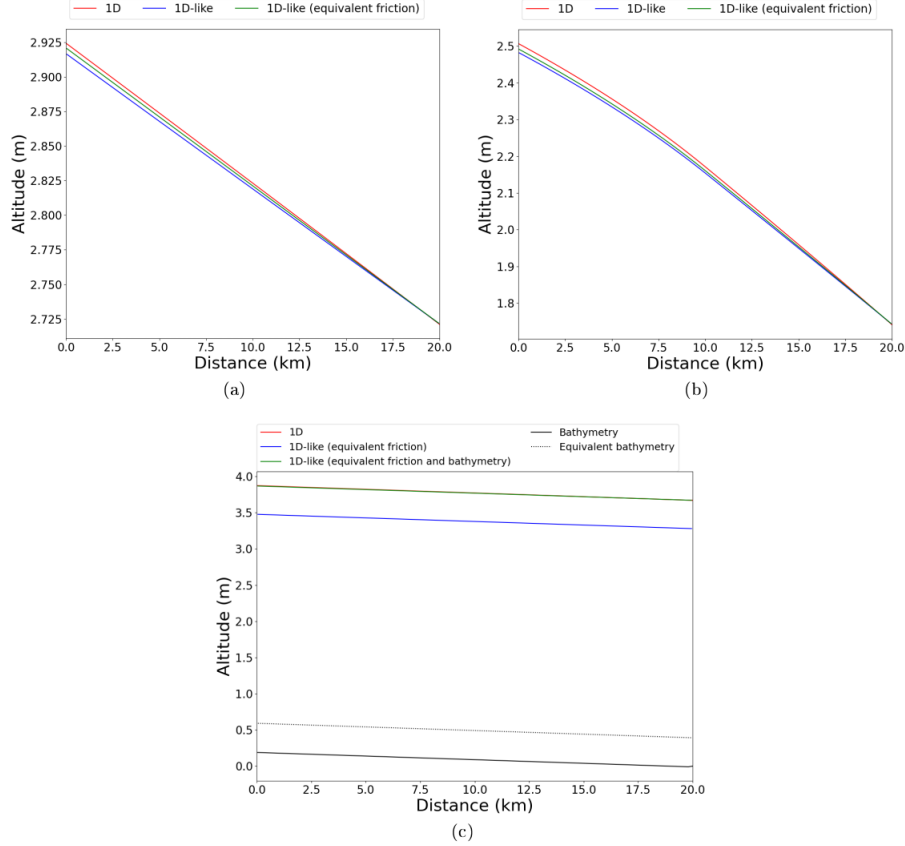 1D 1D-like 1D-like (equivalent friction)
2.925
2.900
2.875
2.850
2.825
2.800
2.775
2.750
2.725
Altitude (m)
0.0 2.5 5.0 7.5 10.0 12.5 15.0 17.5 20.0
Distance (km)
(a)
1D 1D-like 1D-like (equivalent friction)
2.5
2.4
2.3
2.2
2.1
2.0
1.9
1.8
Altitude (m)
0.0 2.5 5.0 7.5 10.0 12.5 15.0 17.5 20.0
Distance (km)
(b)
1D
1D-like (equivalent friction)
1D-like (equivalent friction and bathymetry)
Bathymetry
Equivalent bathymetry
4.0
3.5
3.0
2.5
2.0
1.5
1.0
0.5
0.0
Altitude (m)
0.0 2.5 5.0 7.5 10.0 12.5 15.0 17.5 20.0
Distance (km)
(c)